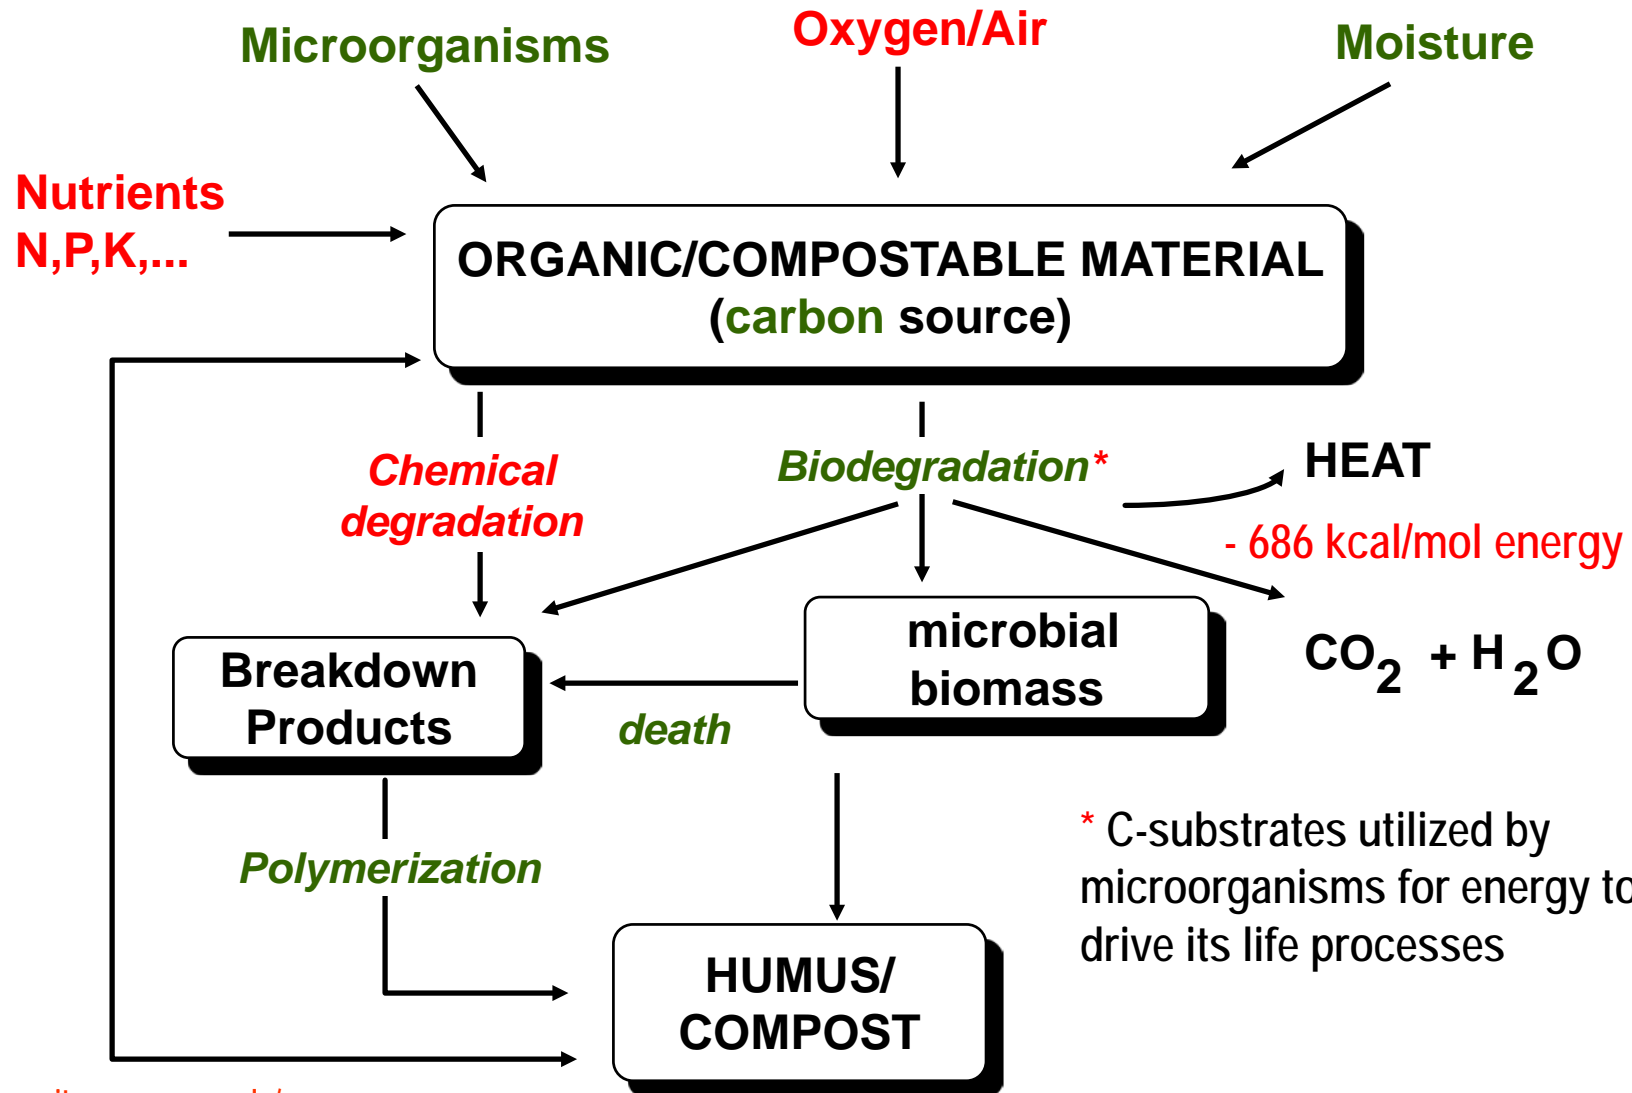 Microorganisms
Oxygen/Air
Moisture
Nutrients
N,P,K,...
ORGANIC/COMPOSTABLE MATERIAL
(carbon source)
Chemical
degradation
Biodegradation*
HEAT
- 686 kcal/mol energy
Breakdown
Products
microbial
biomass
CO2 + H2O
death
Polymerization
* C-substrates utilized by
microorganisms for energy to
drive its life processes
HUMUS/
COMPOST